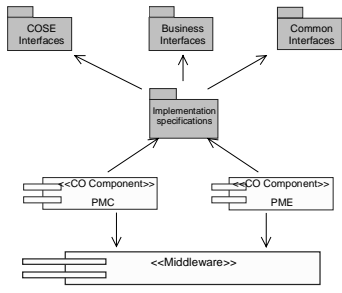 COSE
Interfaces
Business
Interfaces
Common
Interfaces
Implementation
specifications
<<CO Component>>
PMC
<<CO Component>>
PME
<<Middleware>>